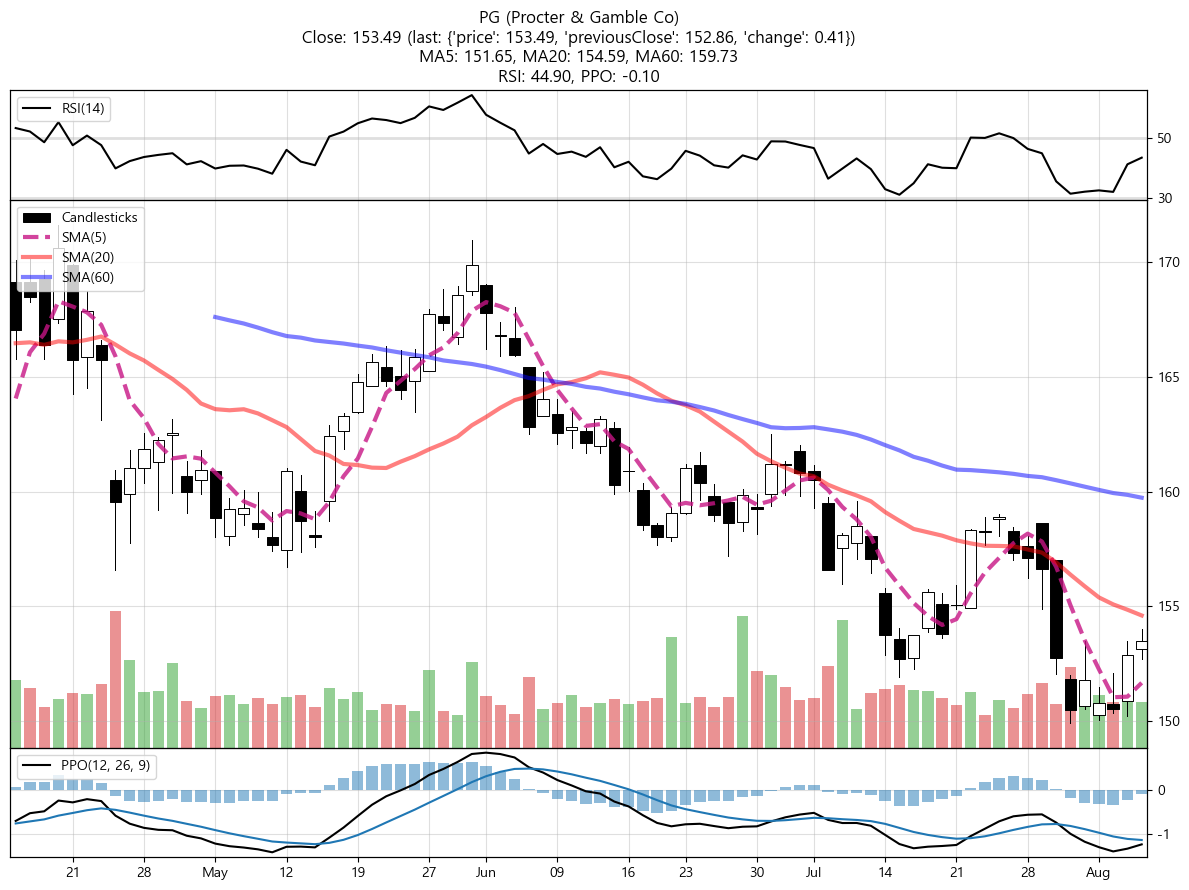 PG (Procter & Gamble Co)
Close: 153.49 (last: {'price': 153.49, 'previousClose': 152.86, 'change': 0.41})
MA5: 151.65, MA20: 154.59, MA60: 159.73
RSI: 44.90, PPO: -0.10
RSI(14)
50
30
Candlesticks
SMA(5)
SMA(20)
SMA(60)
170
165
160
155
150
PPO(12, 26, 9)
0
-1
21 28 May 12 19 27 Jun 09 16 23 30 Jul 14 21 28 Aug